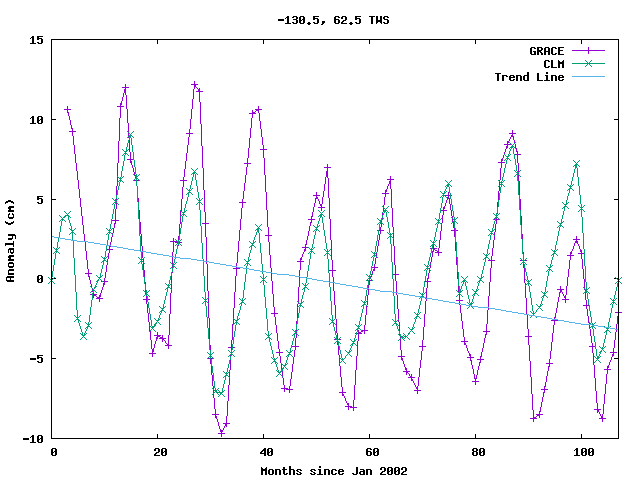 -130.5, 62.5 TWS
GRACE
CLM
Trend Line
15
10
5
0
-5
-10
Anomaly (cm)
0 20 40 60 80 100
Months since Jan 2002